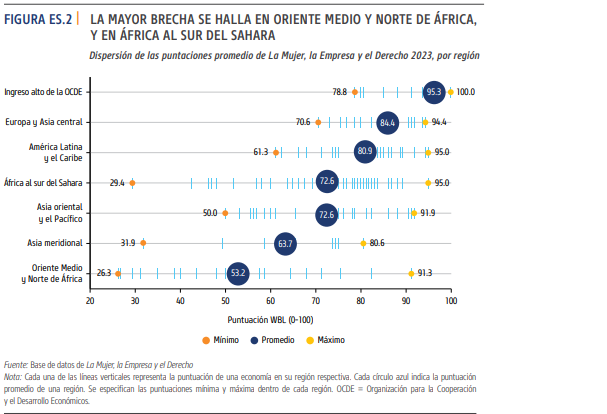 FIGURA ES.2 | LA MAYOR BRECHA SE HALLA EN ORIENTE MEDIO Y NORTE DE ÁFRICA,
Y EN ÁFRICA AL SUR DEL SAHARA
Dispersión de las puntaciones promedio de La Mujer, la Empresa y el Derecho 2023, por región
Ingreso alto de la OCDE 78.8 95.3 100.0
Europa y Asia central 70.6 84.4 94.4
América Latina
y el Caribe 61.3 80.9 95.0
África al sur del Sahara 29.4 72.6 95.0
Asia oriental
y el Pacífico 50.0 72.6 91.9
Asia meridional 31.9 63.7 80.6
Oriente Medio
y Norte de África 26.3 53.2 91.3
20 30 40 50 60 70 80 90 100
Puntuación WBL (0-100)
Mínimo Promedio Máximo
Fuente: Base de datos de La Mujer, la Empresa y el Derecho
Nota: Cada una de las líneas verticales representa la puntuación de una economía en su región respectiva. Cada círculo azul indica la puntuación
promedio de una región. Se especifican las puntuaciones mínima y máxima dentro de cada región. OCDE = Organización para la Cooperación
y el Desarrollo Económicos.